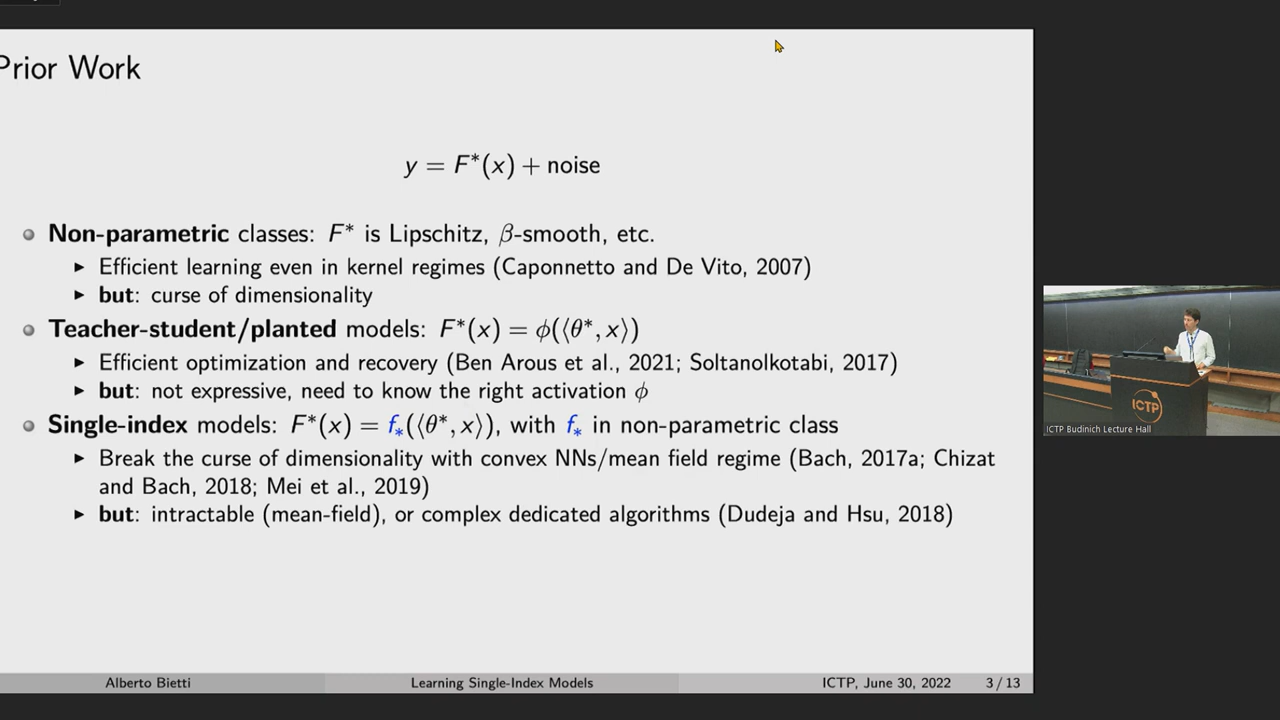 Prior Work
y = F*(x) + noise
Non-parametric classes: F* is Lipschitz, β-smooth, etc.
Efficient learning even in kernel regimes (Caponnetto and De Vito, 2007)
but: curse of dimensionality
Teacher-student/planted models: F*(x) = ϕ(⟨θ*, x⟩)
Efficient optimization and recovery (Ben Arous et al., 2021; Soltanolkotabi, 2017)
but: not expressive, need to know the right activation ϕ
Single-index models: F*(x) = f∗(⟨θ*, x⟩), with f∗ in non-parametric class
Break the curse of dimensionality with convex NNs/mean field regime (Bach, 2017a; Chizat
and Bach, 2018; Mei et al., 2019)
but: intractable (mean-field), or complex dedicated algorithms (Dudeja and Hsu, 2018)
Alberto Bietti
Learning Single-Index Models
ICTP, June 30, 2022
3 / 13
ICTP
ICTP Budinich Lecture Hall